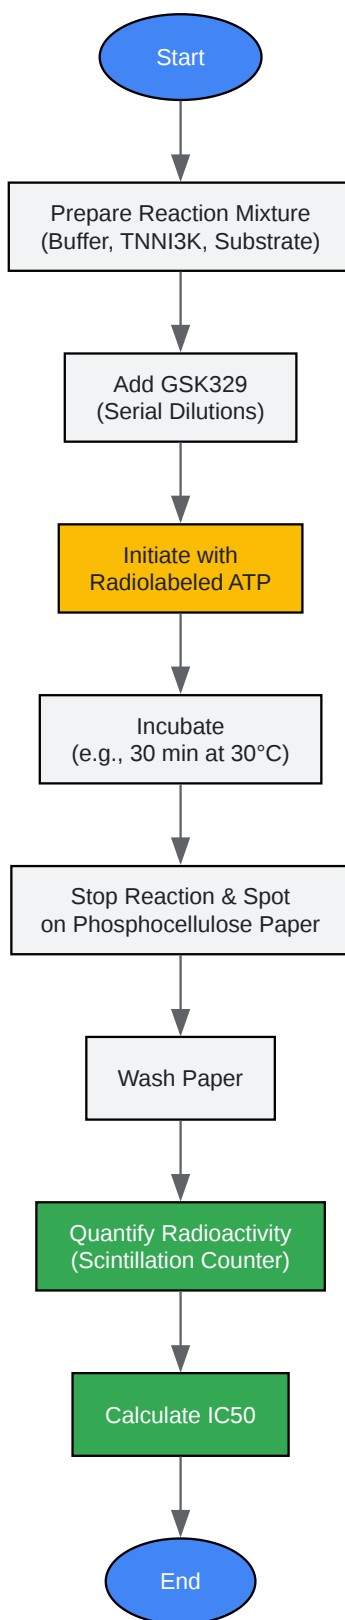 Start
Prepare Reaction Mixture
(Buffer, TNNI3K, Substrate)
Add GSK329
(Serial Dilutions)
Initiate with
Radiolabeled ATP
Incubate
(e.g., 30 min at 30°C)
Stop Reaction & Spot
on Phosphocellulose Paper
Wash Paper
Quantify Radioactivity
(Scintillation Counter)
Calculate IC50
End